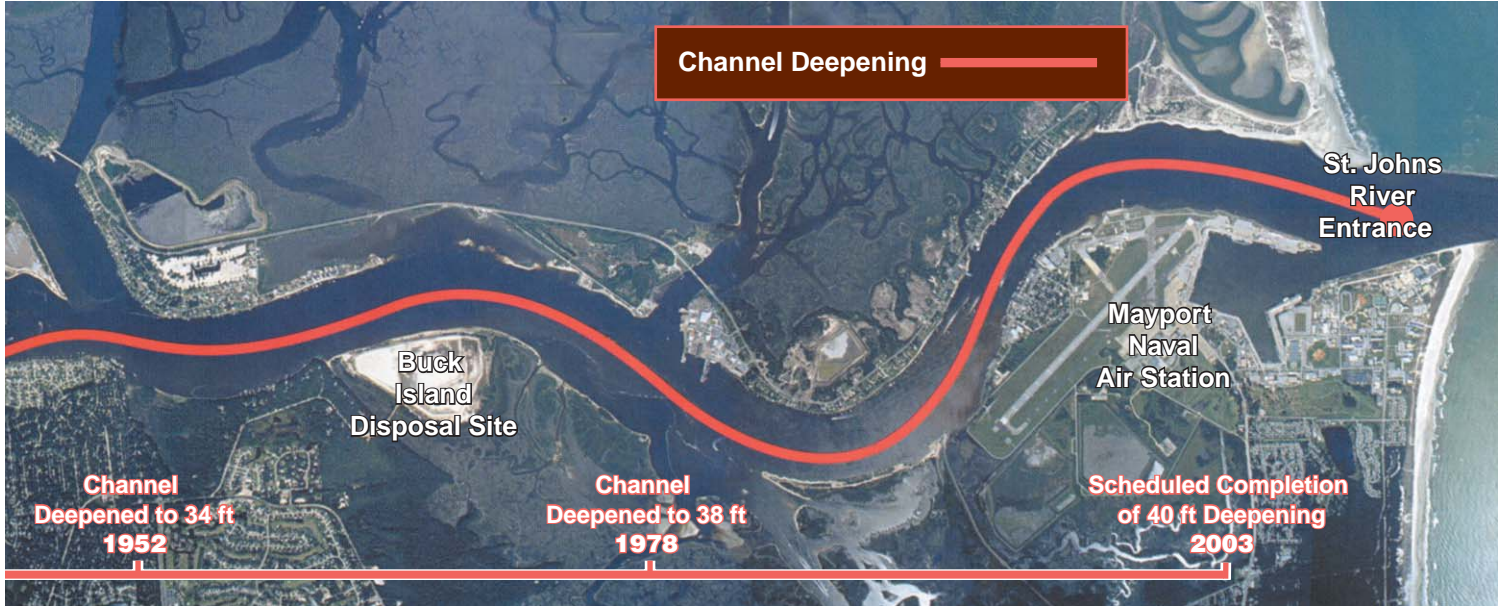 Channel Deepening
St. Johns
River
Entrance
Mayport
Naval
Air Station
Buck
Island
Disposal Site
Channel
Deepened to 34 ft
1952
Channel
Deepened to 38 ft
1978
Scheduled Completion
of 40 ft Deepening
2003